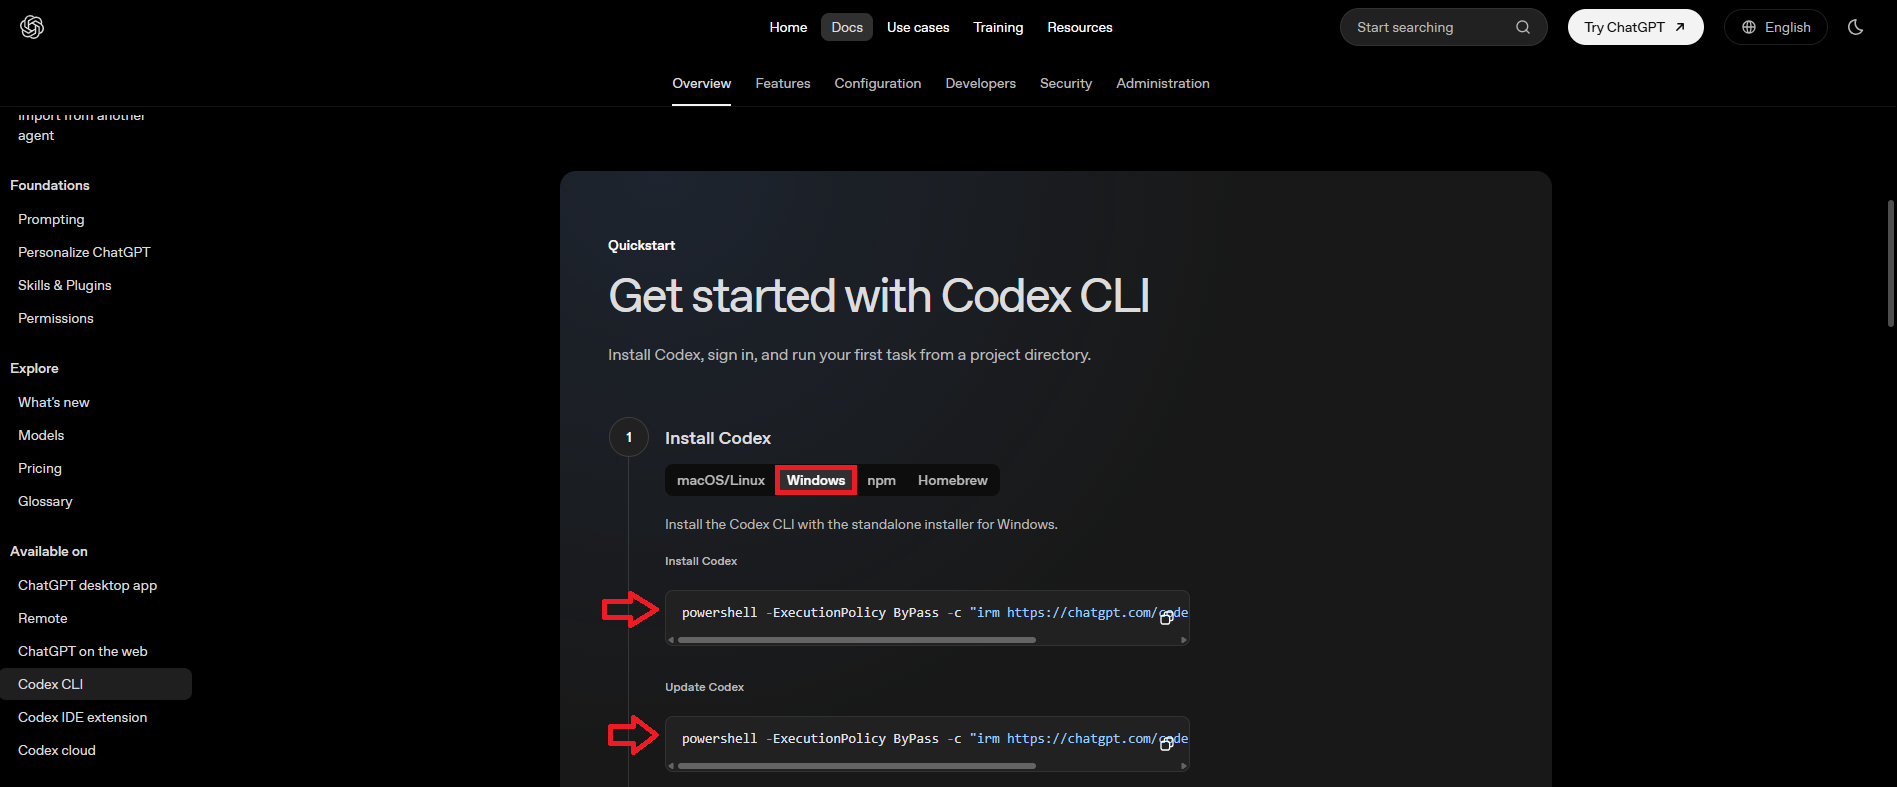 Home Docs Use cases Training Resources
Start searching
Try ChatGPT
English
Overview Features Configuration Developers Security Administration
Import from another
agent
Foundations
Prompting
Personalize ChatGPT
Skills & Plugins
Permissions
Explore
What's new
Models
Pricing
Glossary
Available on
ChatGPT desktop app
Remote
ChatGPT on the web
Codex CLI
Codex IDE extension
Codex cloud
Quickstart
Get started with Codex CLI
Install Codex, sign in, and run your first task from a project directory.
1 Install Codex
macOS/Linux Windows npm Homebrew
Install the Codex CLI with the standalone installer for Windows.
Install Codex
powershell -ExecutionPolicy ByPass -c "irm https://chatgpt.com/code
Update Codex
powershell -ExecutionPolicy ByPass -c "irm https://chatgpt.com/code